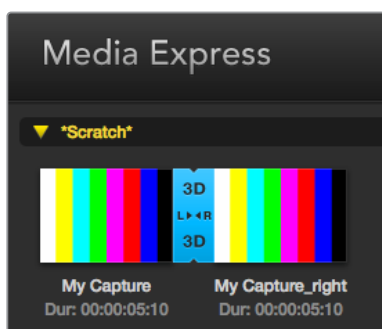 Media Express
*Scratch*
3D
L R
3D
My Capture
My Capture_right
Dur: 00:00:05:10
Dur: 00:00:05:10